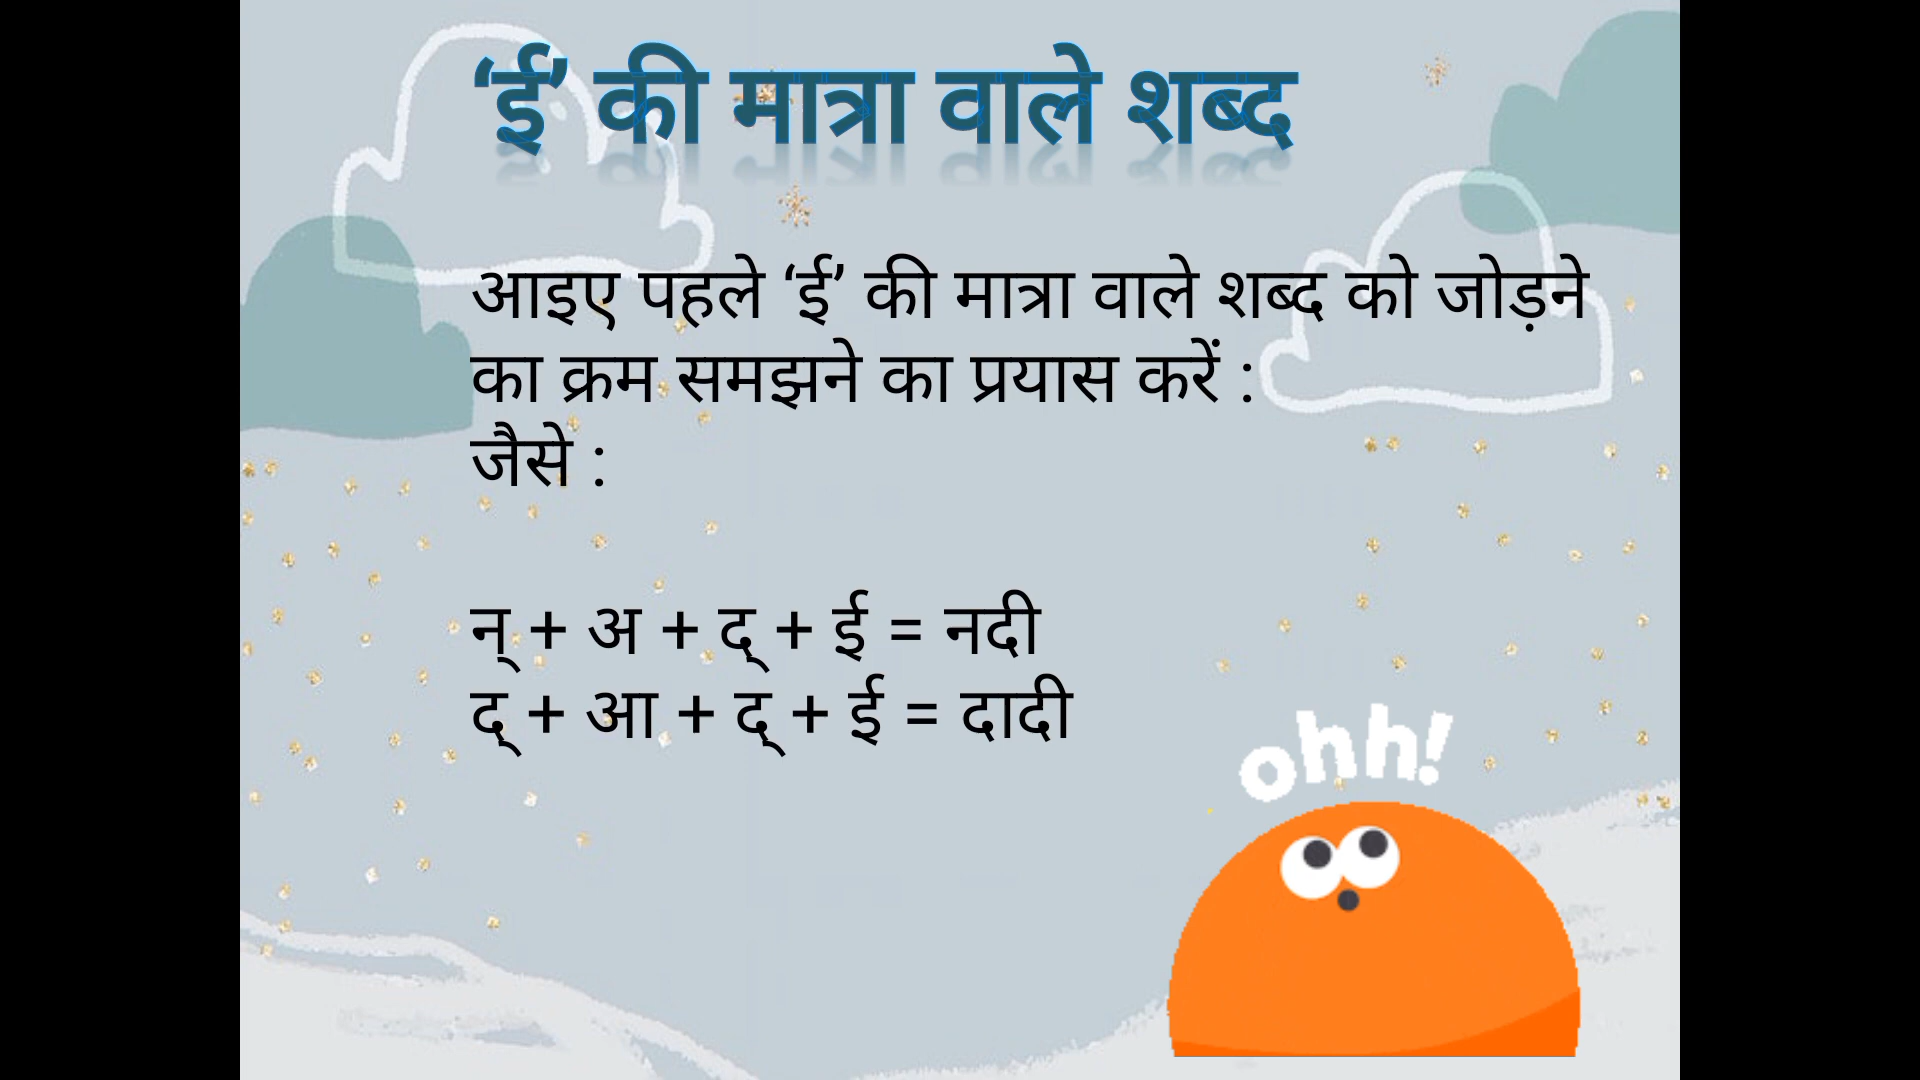 ‘ई’ की मात्रा वाले शब्द
आइए पहले ‘ई’ की मात्रा वाले शब्द को जोड़ने
का क्रम समझने का प्रयास करें :
जैसे :
न् + अ + द् + ई = नदी
द् + आ + द् + ई = दादी
ohh!